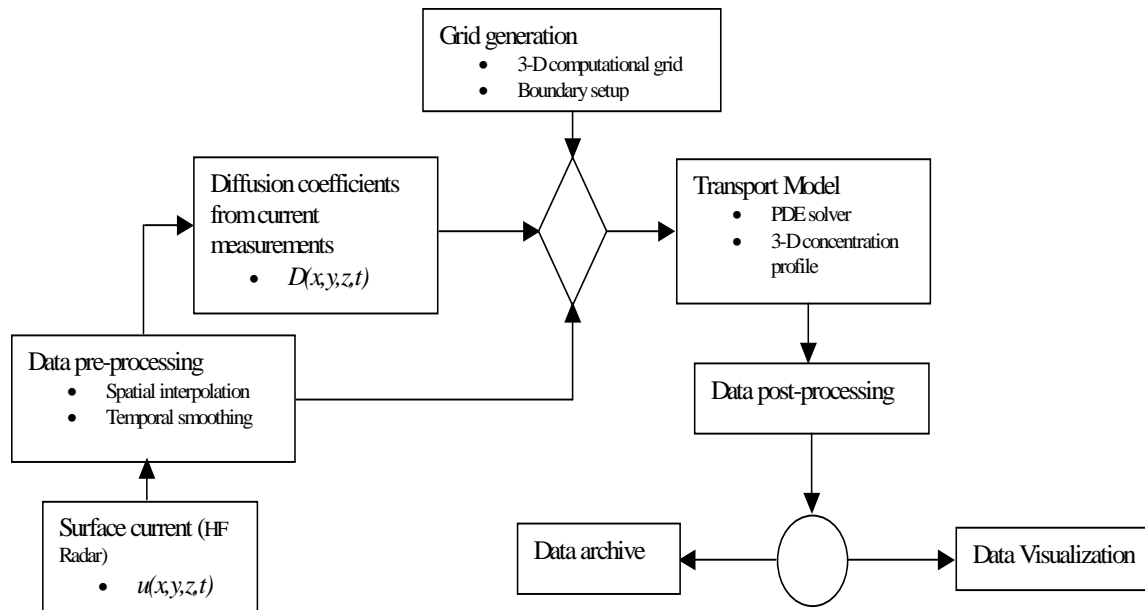 Grid generation
• 3-D computational grid
• Boundary setup
Diffusion coefficients
from current
measurements
• D(x,y,z,t)
Transport Model
• PDE solver
• 3-D concentration
profile
Data pre-processing
• Spatial interpolation
• Temporal smoothing
Data post-processing
Surface current (HF
Radar)
• u(x,y,z,t)
Data archive
Data Visualization